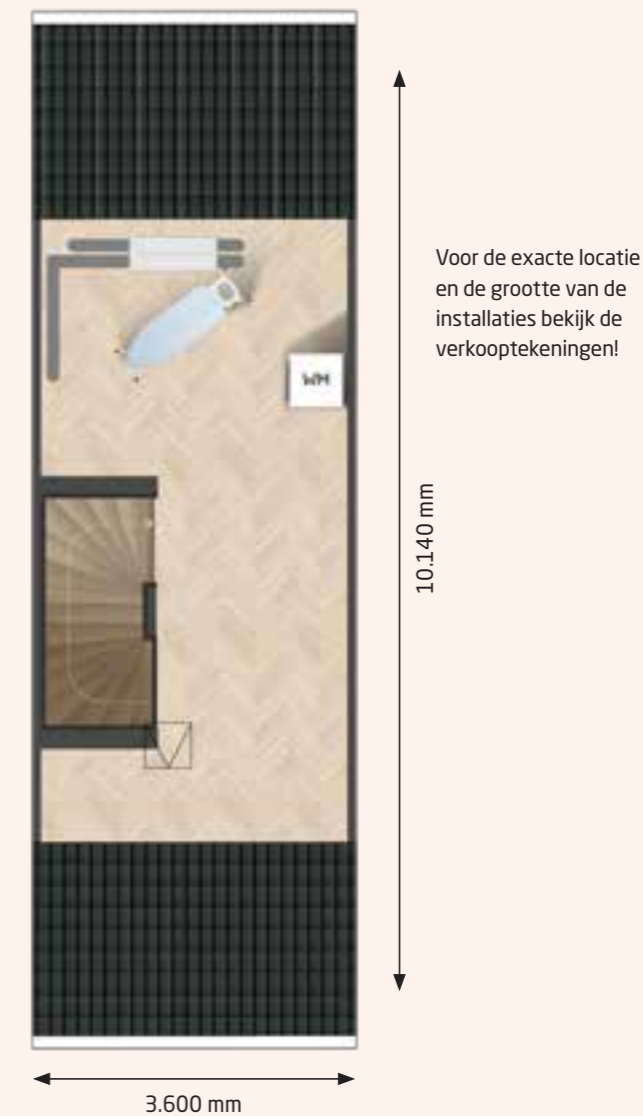 Voor de exacte locatie
en de grootte van de
installaties bekijk de
verkooptekeningen!
WM
10.140 mm
3.600 mm